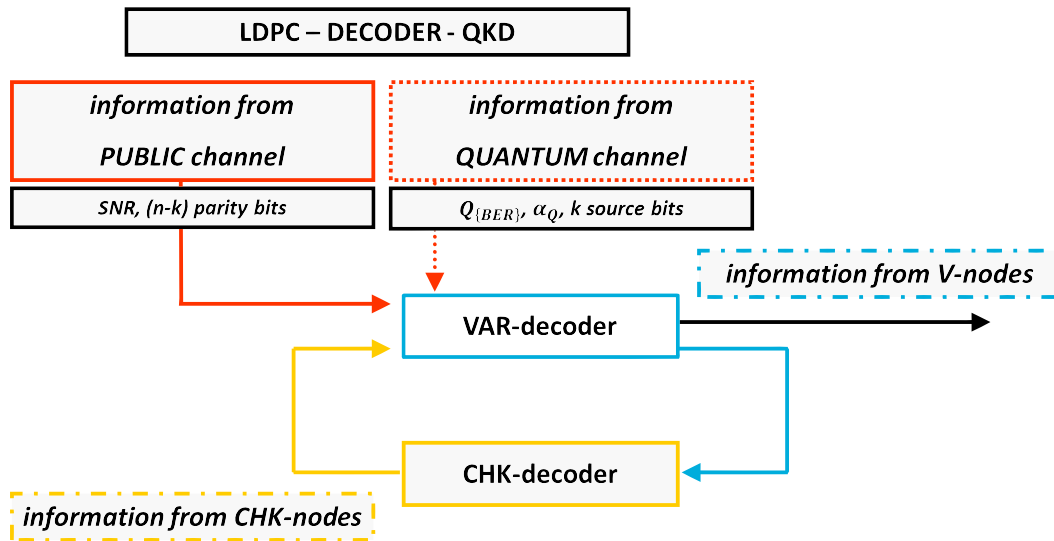 LDPC – DECODER - QKD
information from
PUBLIC channel
SNR, (n-k) parity bits
information from
QUANTUM channel
Q{BER}, αQ, k source bits
information from V-nodes
VAR-decoder
CHK-decoder
information from CHK-nodes